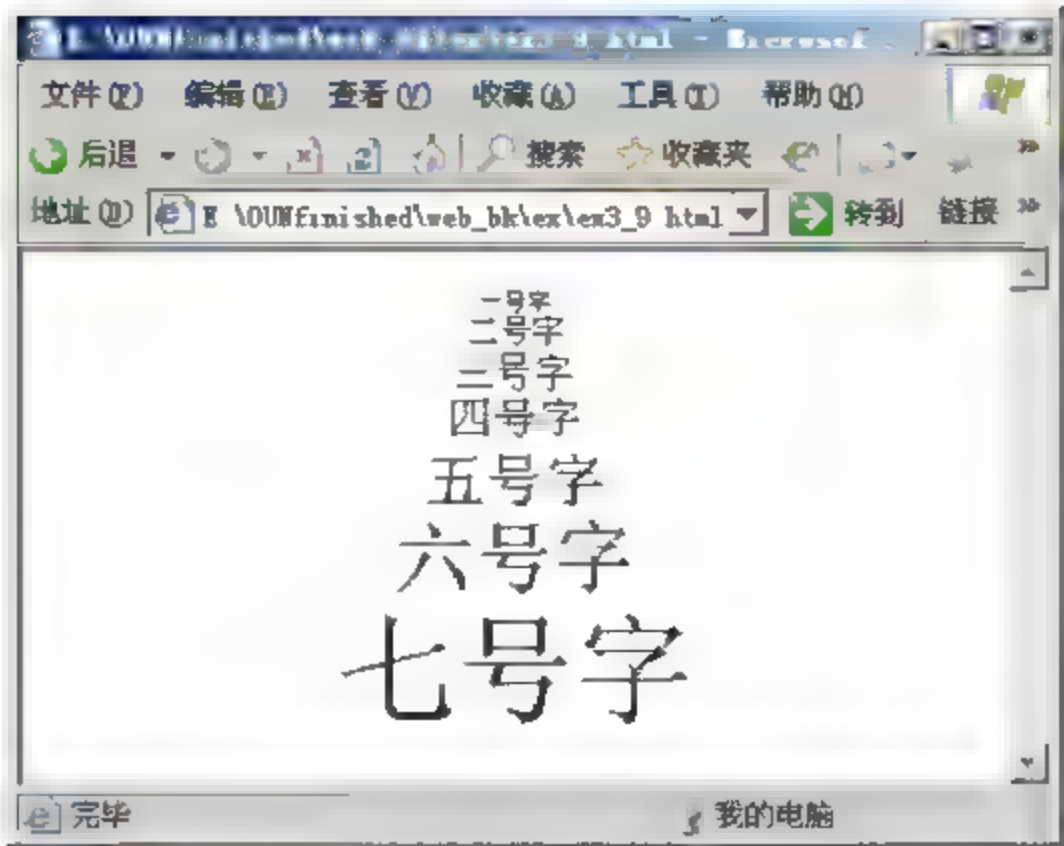 文件(F) 编辑(E) 查看(V) 收藏(A) 工具(T) 帮助(H)
后退 搜索 收藏夹
地址(D) E \OUNfinished\web_bk\ex\ex3_9 html 转到 链接
一号字
二号字
三号字
四号字
五号字
六号字
七号字
完毕 我的电脑